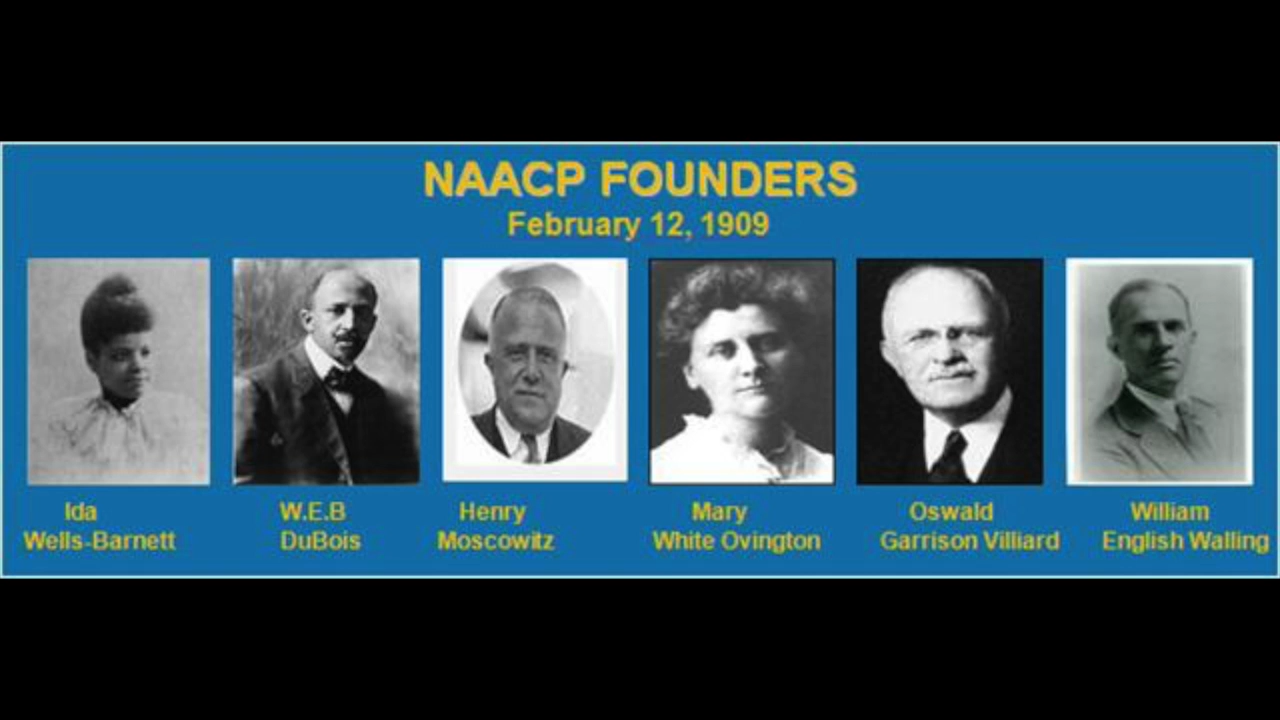 NAACP FOUNDERS
February 12, 1909
Ida
Wells-Barnett
W.E.B
DuBois
Henry
Moscowitz
Mary
White Ovington
Oswald
Garrison Villiard
William
English Walling